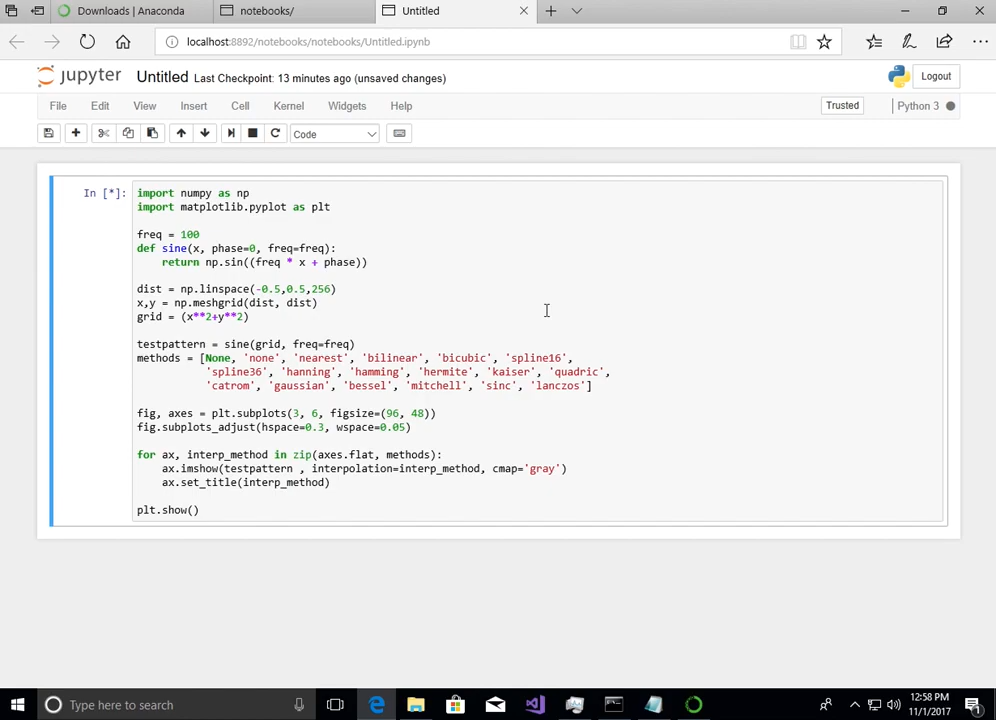 Downloads | Anaconda
notebooks/
Untitled
localhost:8892/notebooks/notebooks/Untitled.ipynb
jupyter Untitled Last Checkpoint: 13 minutes ago (unsaved changes) Logout
File Edit View Insert Cell Kernel Widgets Help Trusted Python 3
Code
In [*]:
import numpy as np
import matplotlib.pyplot as plt
freq = 100
def sine(x, phase=0, freq=freq):
    return np.sin((freq * x + phase))
dist = np.linspace(-0.5,0.5,256)
x,y = np.meshgrid(dist, dist)
grid = (x**2+y**2)
testpattern = sine(grid, freq=freq)
methods = [None, 'none', 'nearest', 'bilinear', 'bicubic', 'spline16',
           'spline36', 'hanning', 'hamming', 'hermite', 'kaiser', 'quadric',
           'catrom', 'gaussian', 'bessel', 'mitchell', 'sinc', 'lanczos']
fig, axes = plt.subplots(3, 6, figsize=(96, 48))
fig.subplots_adjust(hspace=0.3, wspace=0.05)
for ax, interp_method in zip(axes.flat, methods):
    ax.imshow(testpattern , interpolation=interp_method, cmap='gray')
    ax.set_title(interp_method)
plt.show()
Type here to search
12:58 PM
11/1/2017
1